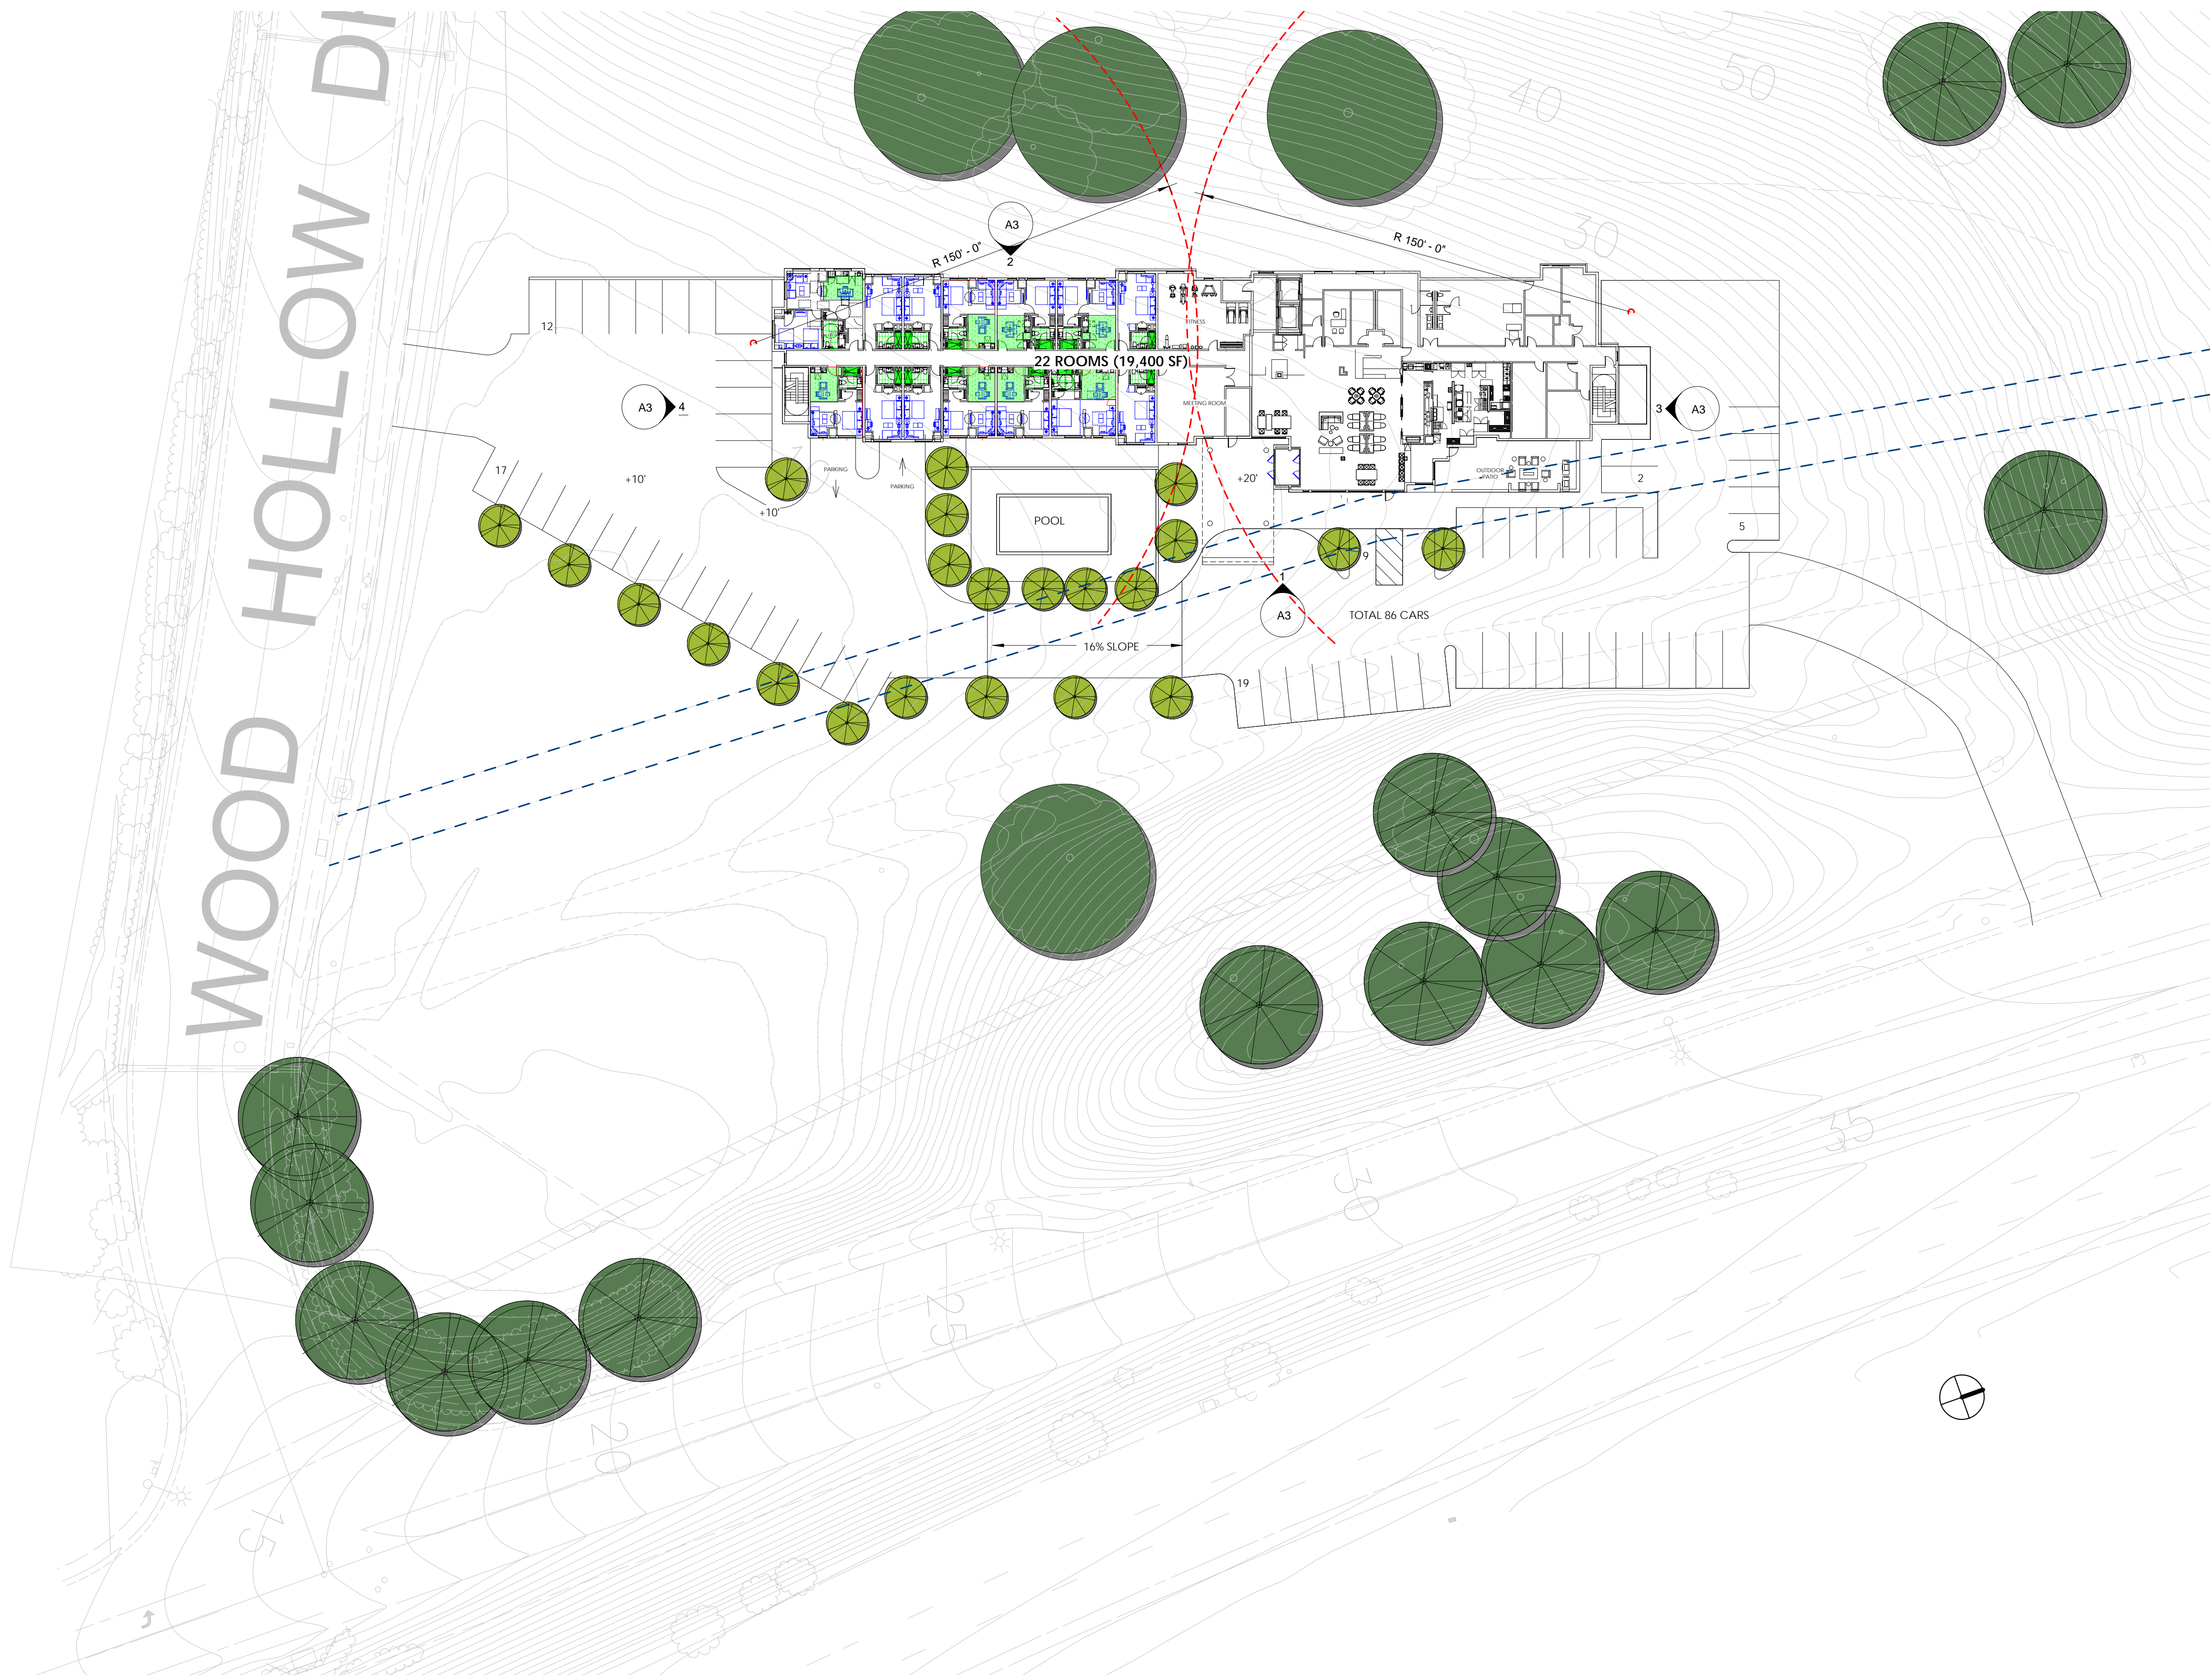 WOOD HOLLOW
40
50
30
A3
2
R 150' - 0"
R 150' - 0"
12
FITNESS
22 ROOMS (19,400 SF)
MEETING ROOM
A3
4
3
A3
17
+10'
PARKING
PARKING
+10'
POOL
+20'
OUTDOOR
PATIO
2
5
9
1
A3
TOTAL 86 CARS
16% SLOPE
19
35
30
25
20
15